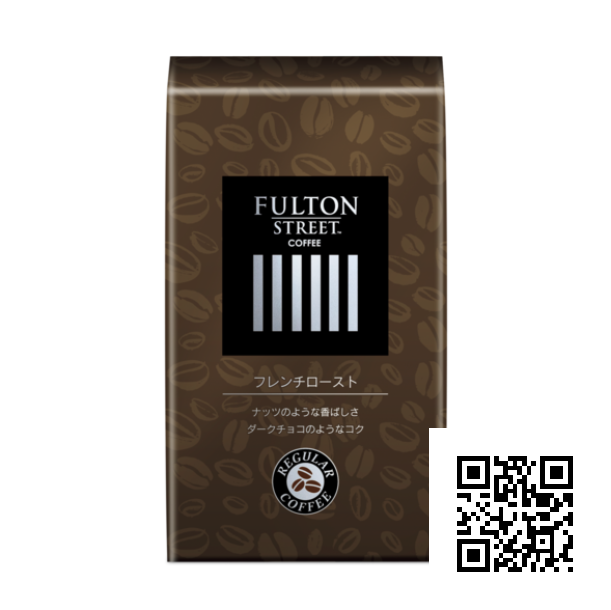 FULTON
STREET™
COFFEE
フレンチロースト
ナッツのような香ばしさ
ダークチョコのようなコク
REGULAR
COFFEE